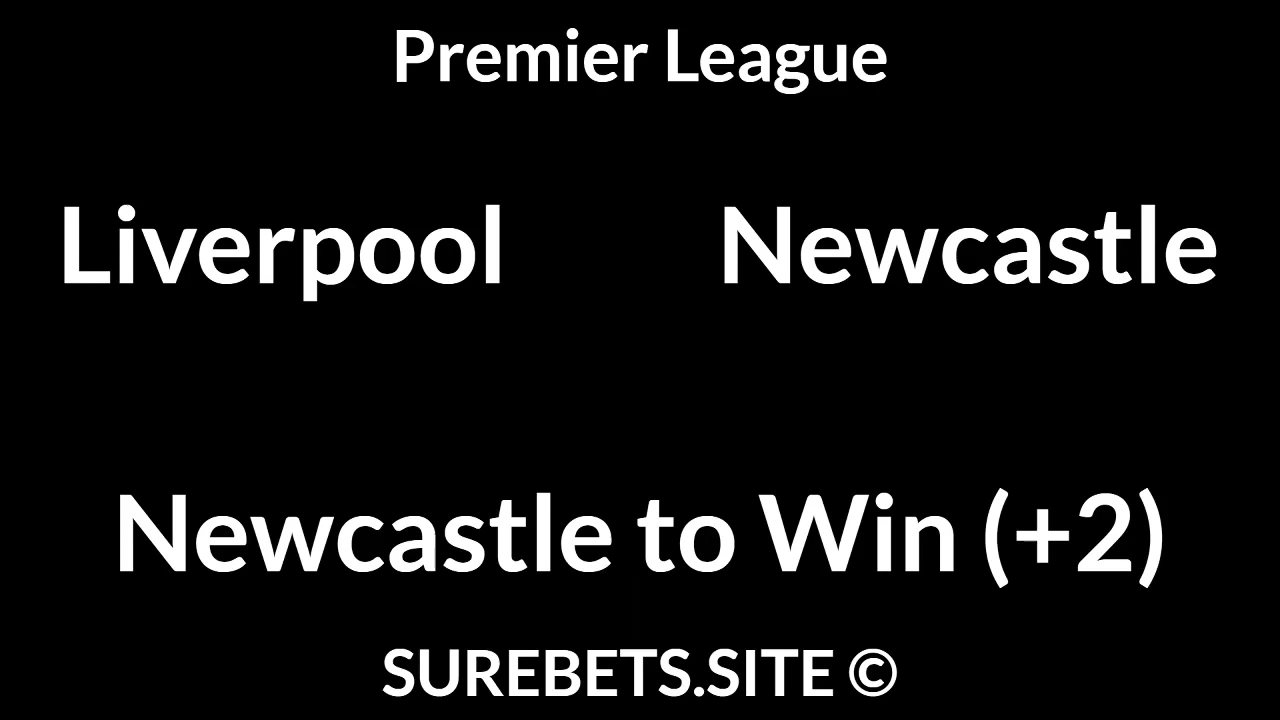 Premier League
Liverpool Newcastle
Newcastle to Win (+2)
SUREBETS.SITE ©